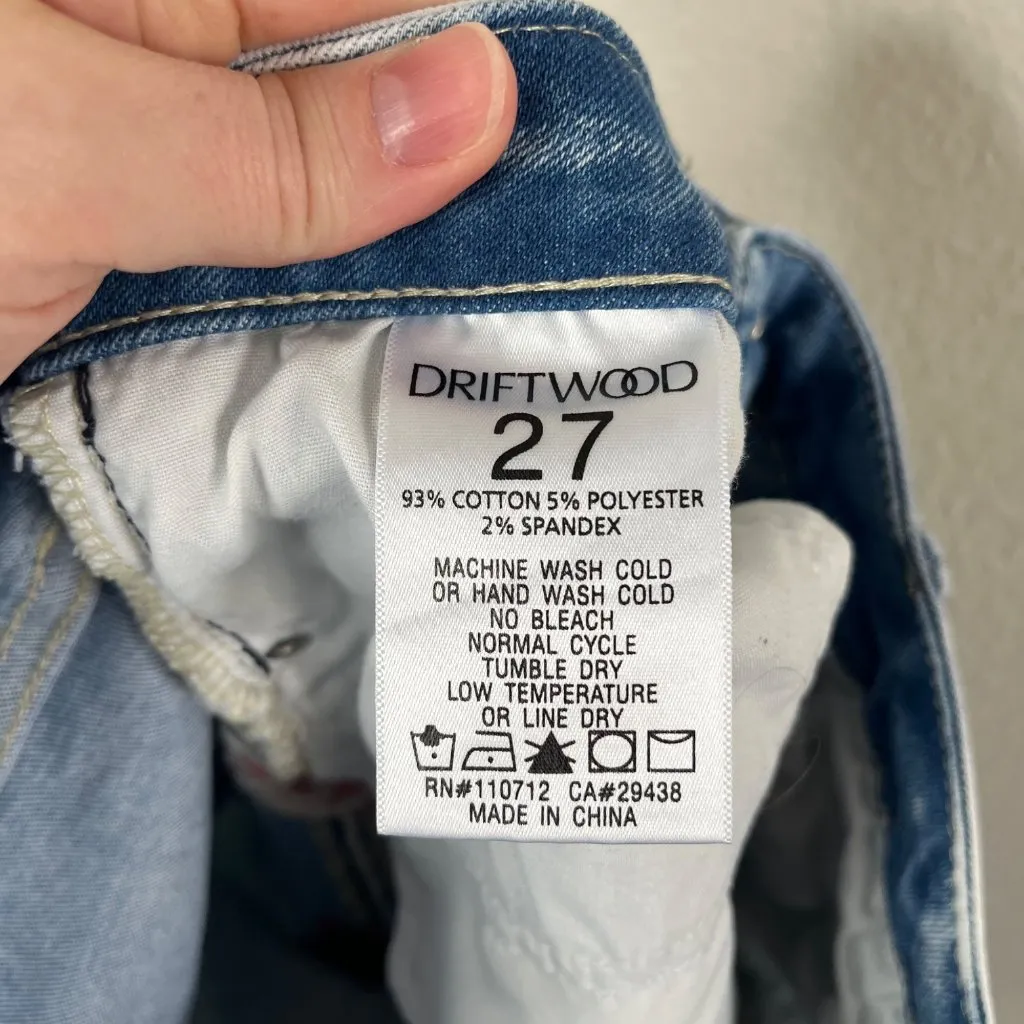 DRIFTWOOD
27
93% COTTON 5% POLYESTER
2% SPANDEX
MACHINE WASH COLD
OR HAND WASH COLD
NO BLEACH
NORMAL CYCLE
TUMBLE DRY
LOW TEMPERATURE
OR LINE DRY
RN#110712 CA#29438
MADE IN CHINA